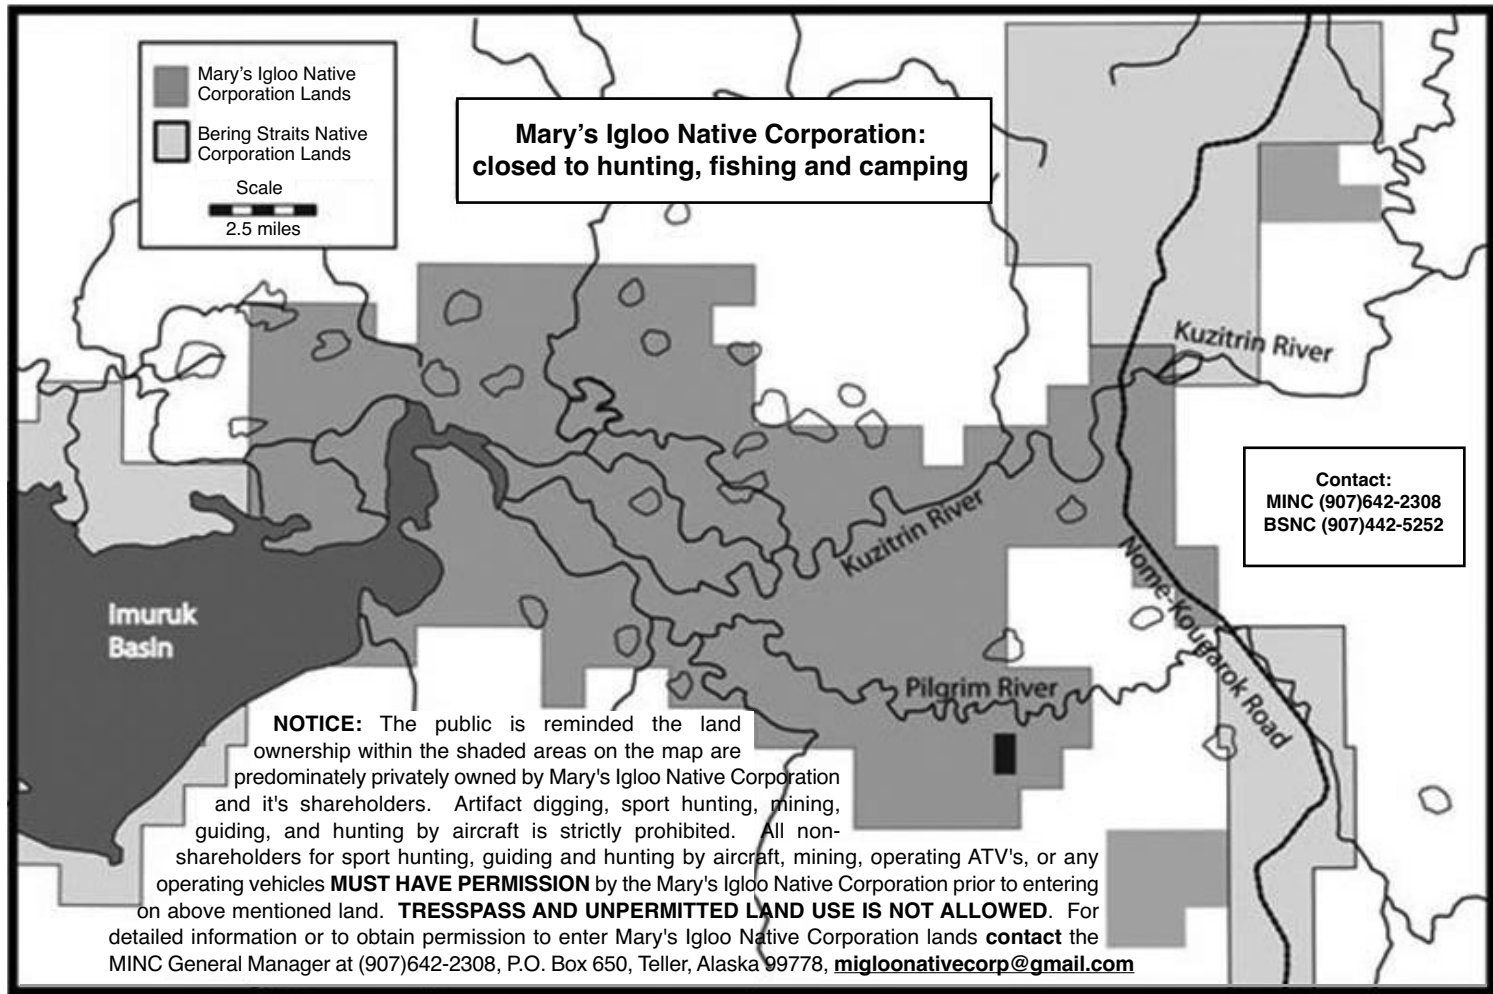 Mary's Igloo Native
Corporation Lands
Bering Straits Native
Corporation Lands
Scale
2.5 miles
Mary's Igloo Native Corporation:
closed to hunting, fishing and camping
Kuzitrin River
Contact:
MINC (907)642-2308
BSNC (907)442-5252
Kuzitrin River
Nome-Kougarok Road
Imuruk
Basin
Pilgrim River
NOTICE: The public is reminded the land
ownership within the shaded areas on the map are
predominately privately owned by Mary's Igloo Native Corporation
and it's shareholders. Artifact digging, sport hunting, mining,
guiding, and hunting by aircraft is strictly prohibited. All non-
shareholders for sport hunting, guiding and hunting by aircraft, mining, operating ATV's, or any
operating vehicles MUST HAVE PERMISSION by the Mary's Igloo Native Corporation prior to entering
on above mentioned land. TRESSPASS AND UNPERMITTED LAND USE IS NOT ALLOWED. For
detailed information or to obtain permission to enter Mary's Igloo Native Corporation lands contact the
MINC General Manager at (907)642-2308, P.O. Box 650, Teller, Alaska 99778, migloonativecorp@gmail.com